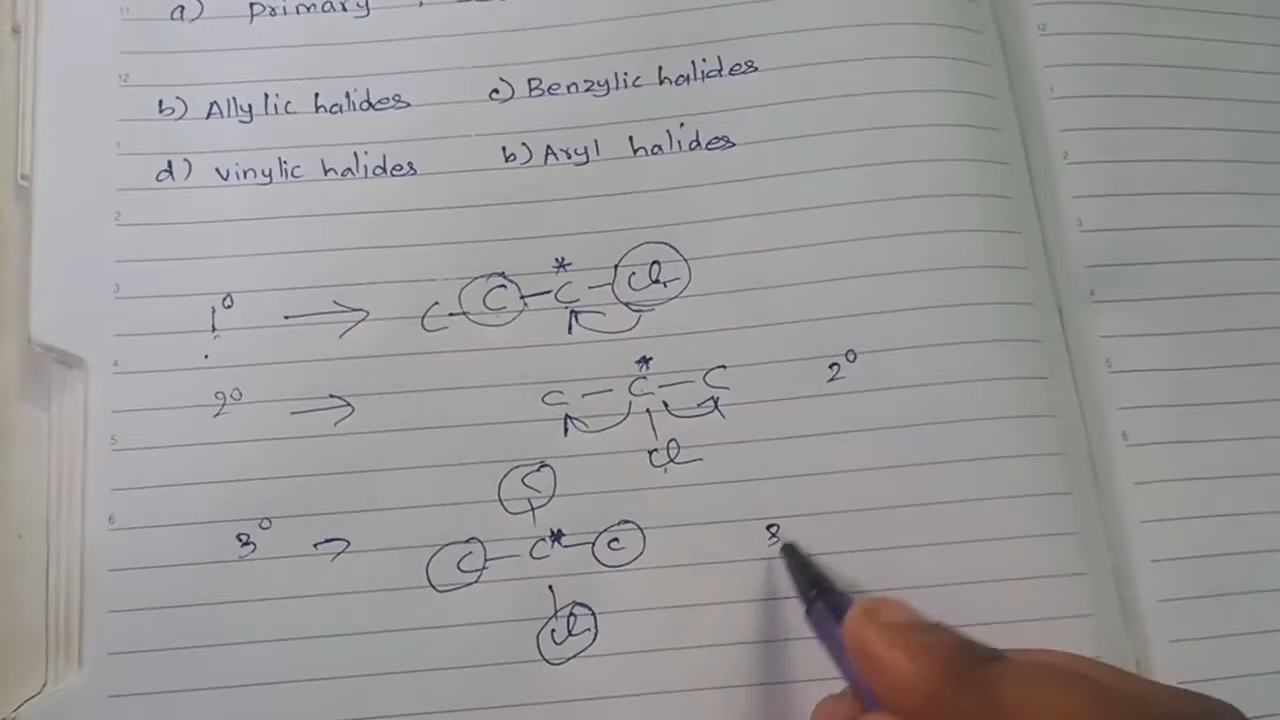 a) primary
b) Allylic halides c) Benzylic halides
d) vinylic halides b) Aryl halides
1° → C - C - C* - Cl
2° → C - C* - C 2°
Cl
C
3° → C - C* - C 3
Cl